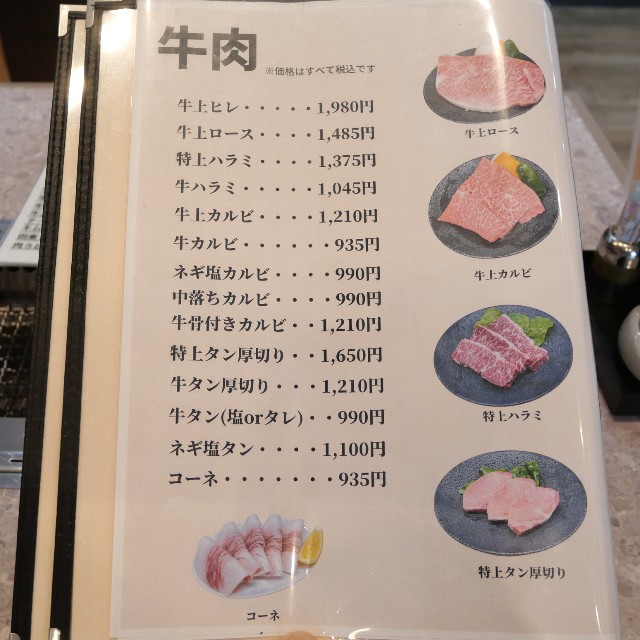 牛肉
※価格はすべて税込です
牛上ヒレ・・・・・1,980円
牛上ロース・・・・1,485円
特上ハラミ・・・・1,375円
牛ハラミ・・・・・1,045円
牛上カルビ・・・・1,210円
牛カルビ・・・・・・935円
ネギ塩カルビ・・・・990円
中落ちカルビ・・・・990円
牛骨付きカルビ・・1,210円
特上タン厚切り・・1,650円
牛タン厚切り・・・1,210円
牛タン(塩orタレ)・・990円
ネギ塩タン・・・・1,100円
コーネ・・・・・・・935円
牛上ロース
牛上カルビ
特上ハラミ
特上タン厚切り
コーネ